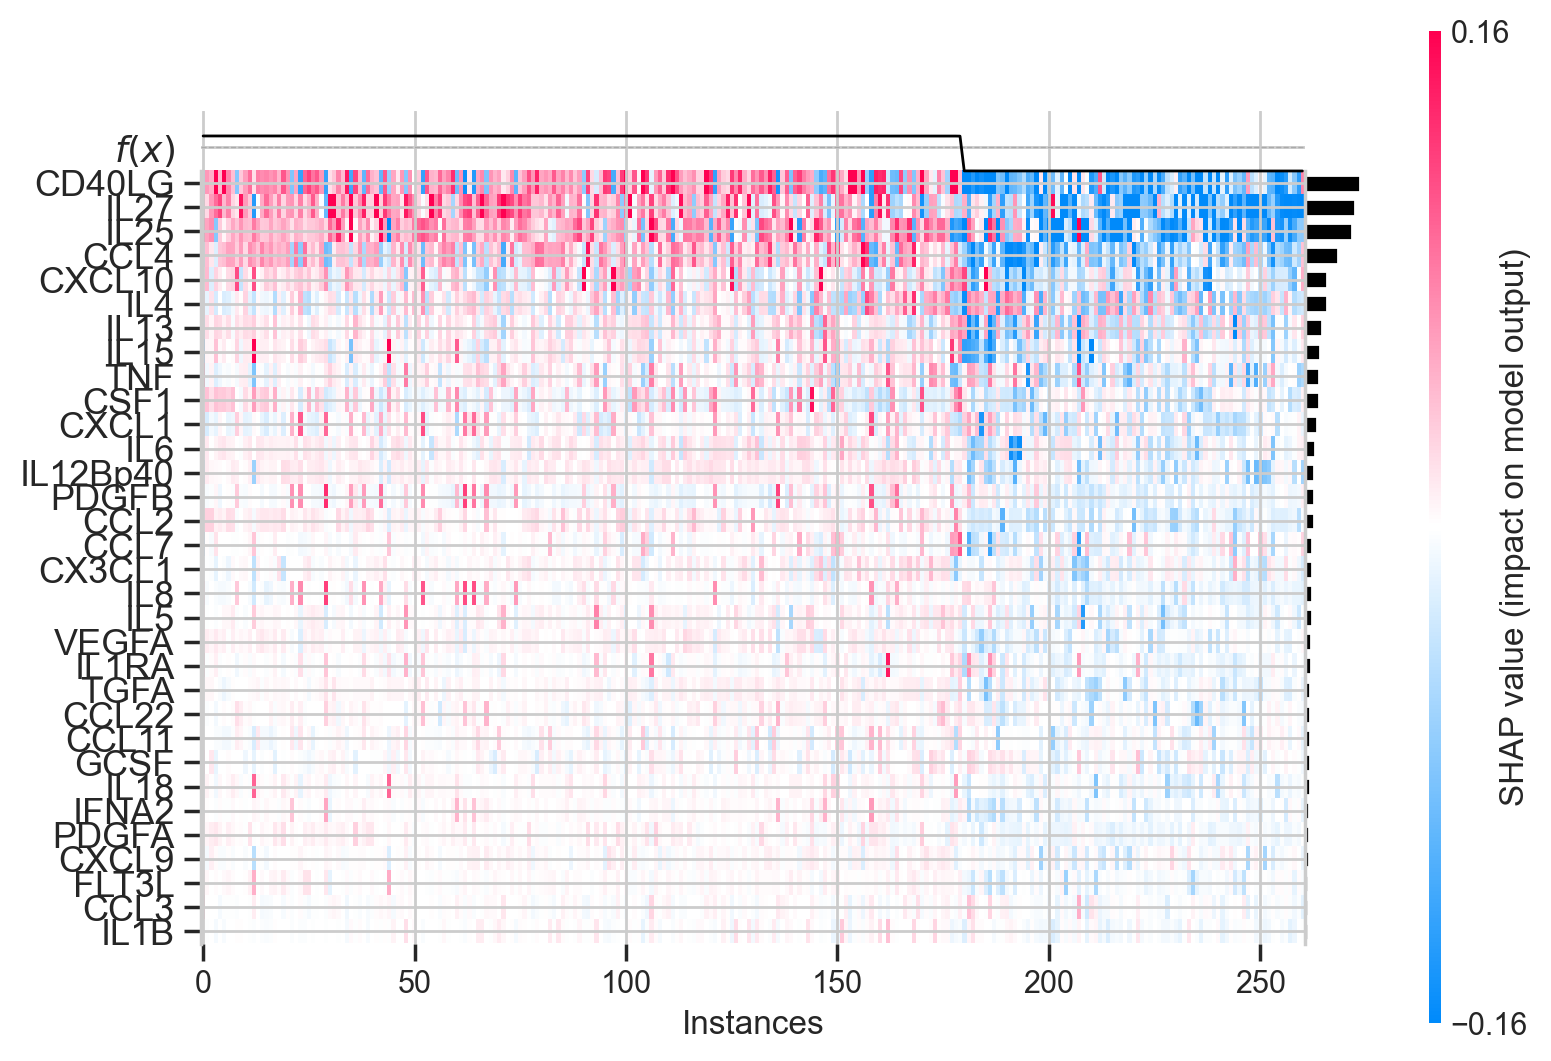 0.16
f(x)
CD40LG
IL27
IL25
CCL4
CXCL10
IL4
IL13
IL15
TNF
CSF1
CXCL1
IL6
IL12Bp40
PDGFB
CCL2
CCL7
CX3CL1
IL8
IL5
VEGFA
IL1RA
TGFA
CCL22
CCL11
GCSF
IL18
IFNA2
PDGFA
CXCL9
FLT3L
CCL3
IL1B
0 50 100 150 200 250
Instances
SHAP value (impact on model output)
−0.16